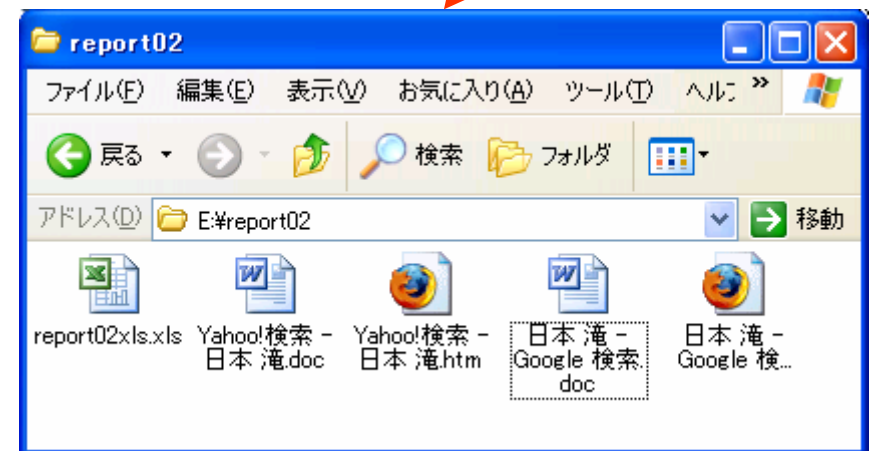 report02
ファイル(F) 編集(E) 表示(V) お気に入り(A) ツール(T) ヘルプ »
戻る 検索 フォルダ
アドレス(D) E:¥report02 移動
report02xls.xls
Yahoo!検索 -
日本 滝.doc
Yahoo!検索 -
日本 滝.htm
日本 滝 -
Google 検索.
doc
日本 滝 -
Google 検...